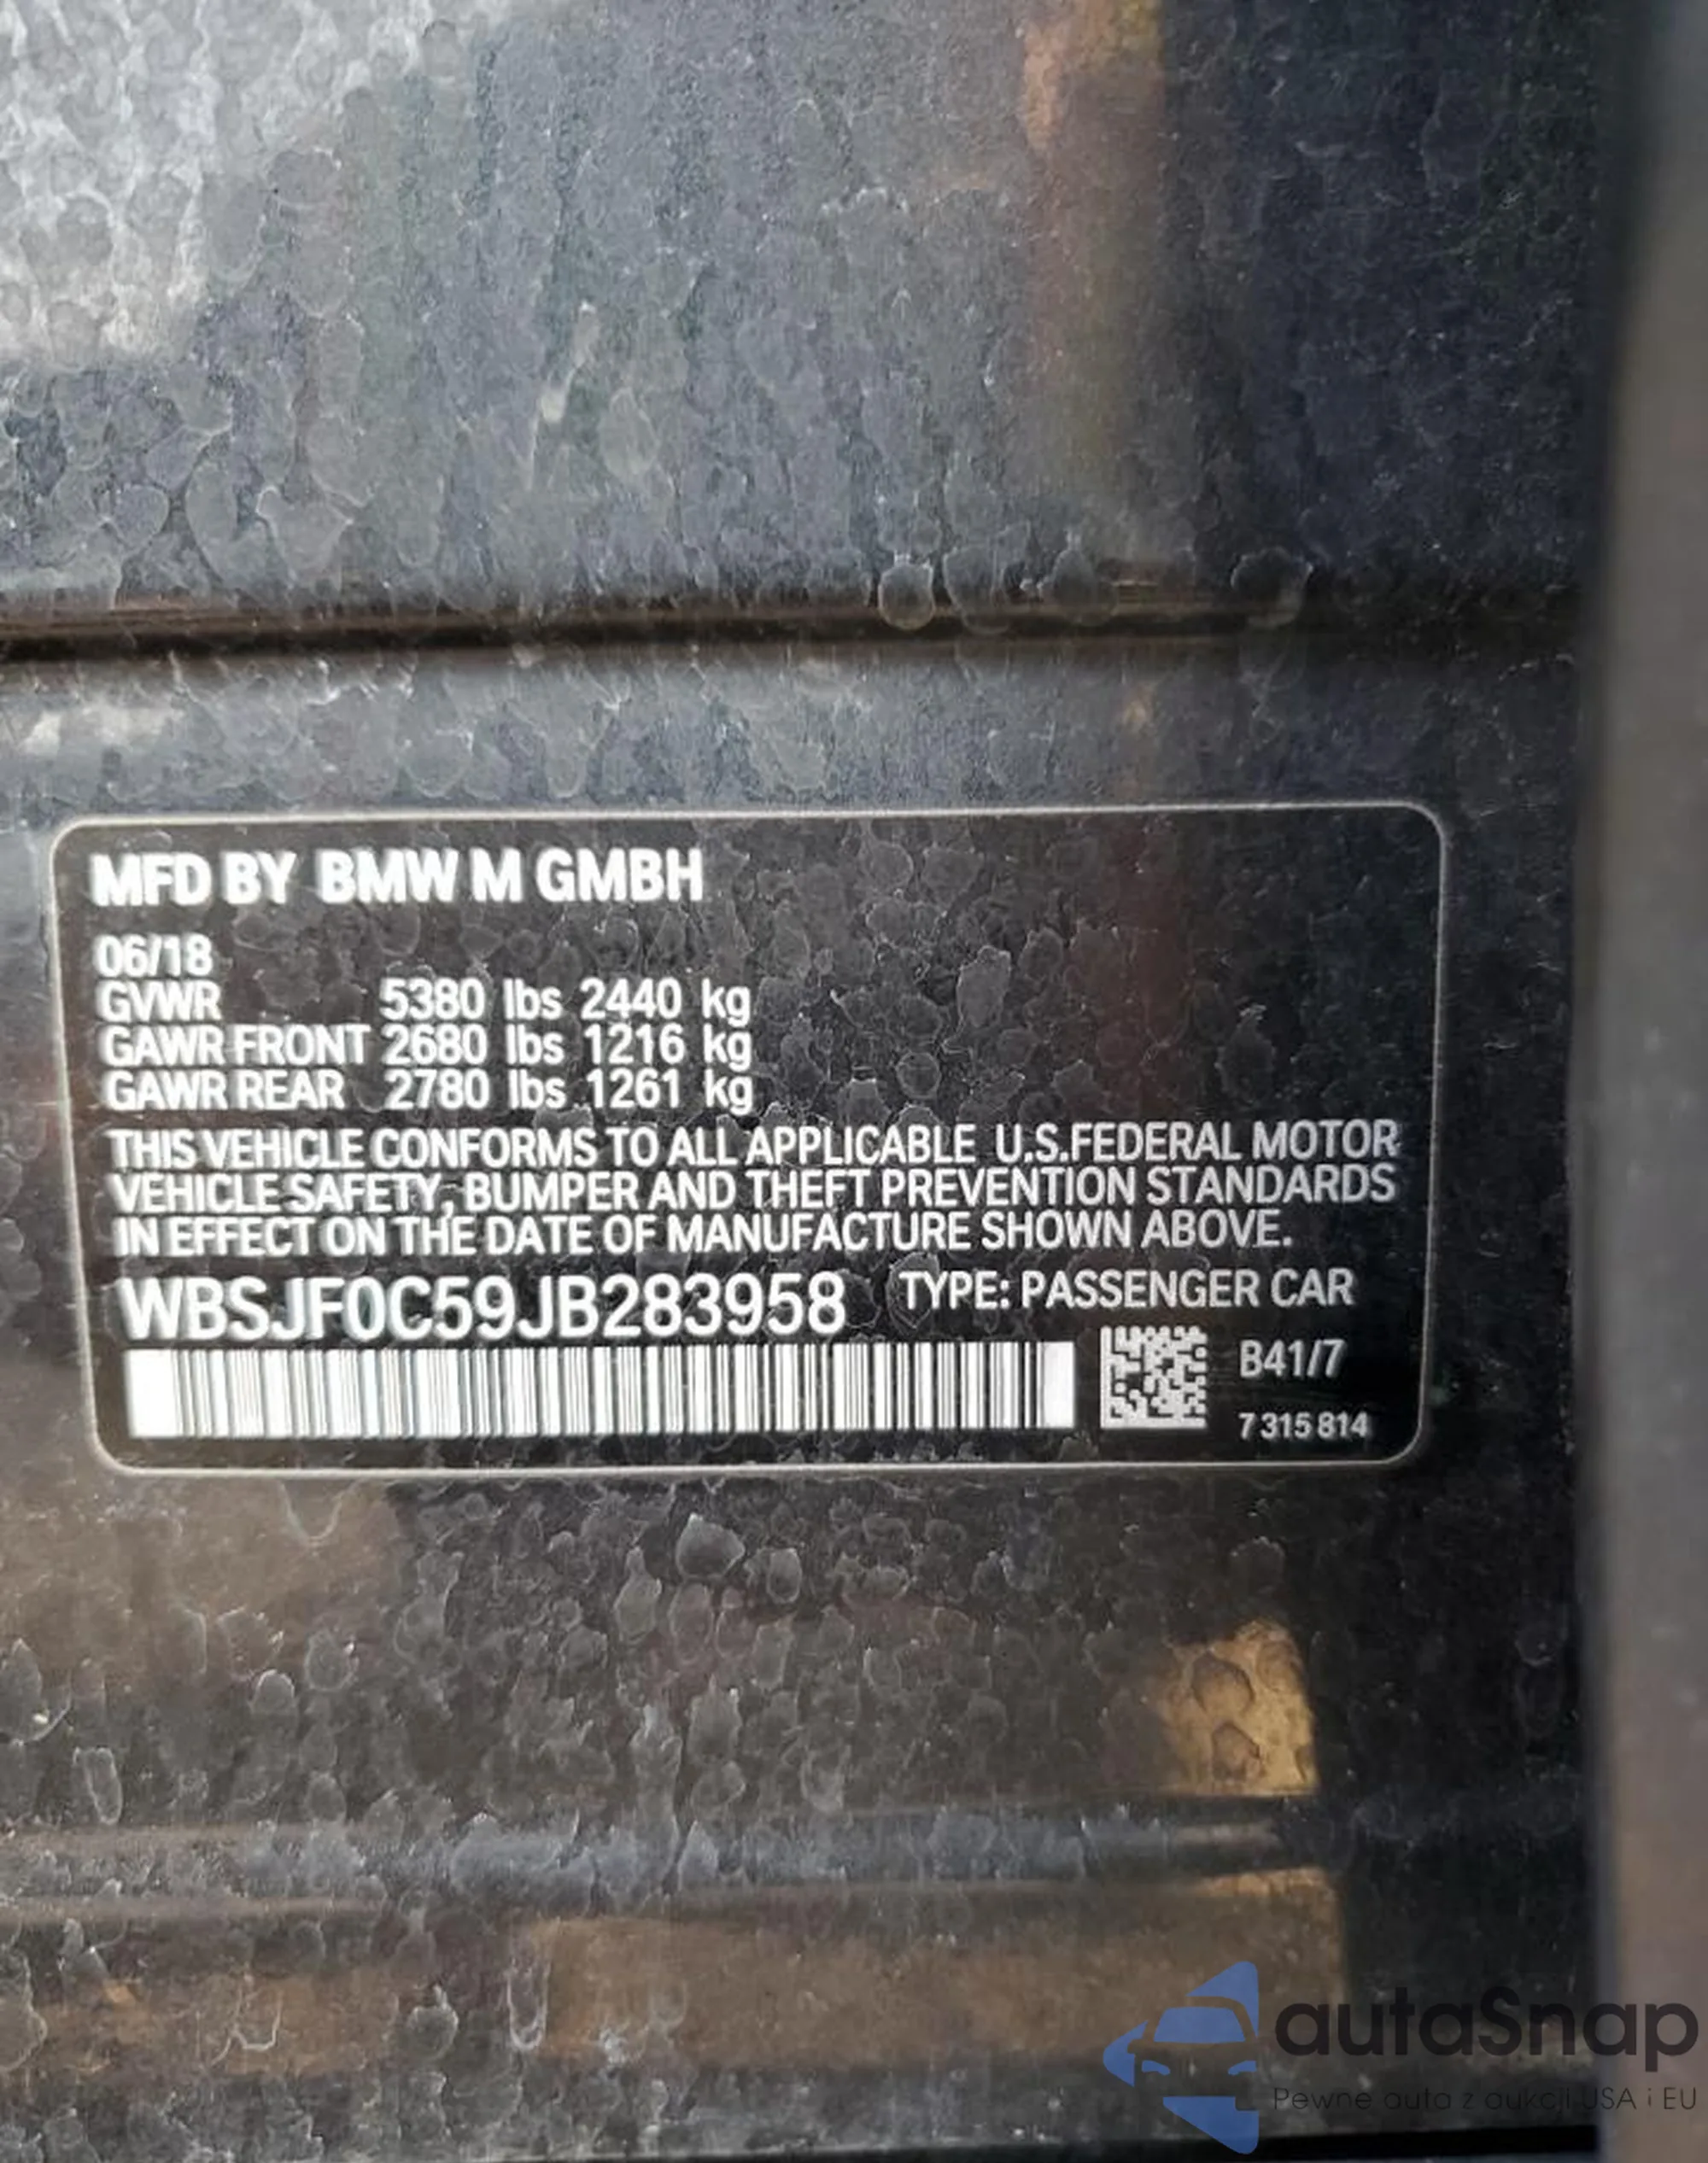 MFD BY BMW M GMBH
06/18
GVWR 5380 lbs 2440 kg
GAWR FRONT 2680 lbs 1216 kg
GAWR REAR 2780 lbs 1261 kg
THIS VEHICLE CONFORMS TO ALL APPLICABLE U.S.FEDERAL MOTOR
VEHICLE SAFETY, BUMPER AND THEFT PREVENTION STANDARDS
IN EFFECT ON THE DATE OF MANUFACTURE SHOWN ABOVE.
WBSJF0C59JB283958 TYPE: PASSENGER CAR
B41/7
7 315 814
autaSnap
Pewne auta z aukcji USA i EU